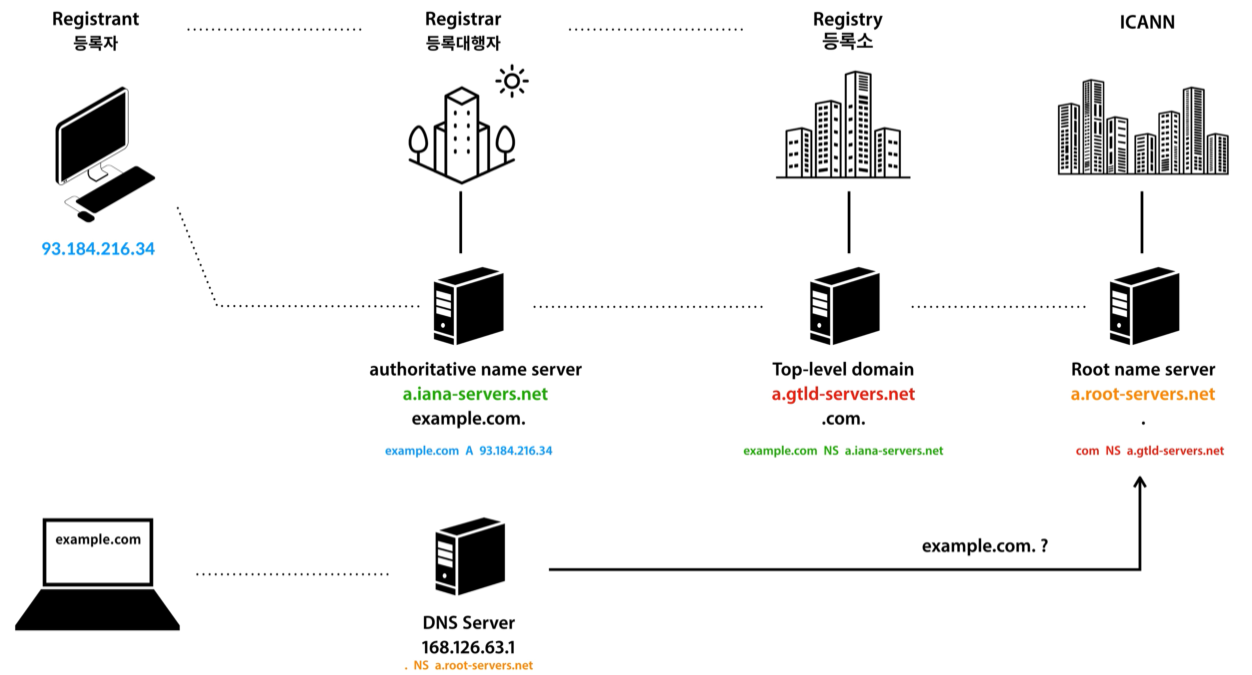 Registrant
등록자
Registrar
등록대행자
Registry
등록소
ICANN
93.184.216.34
authoritative name server
a.iana-servers.net
example.com.
example.com A 93.184.216.34
Top-level domain
a.gtld-servers.net
.com.
example.com NS a.iana-servers.net
Root name server
a.root-servers.net
.
com NS a.gtld-servers.net
example.com
example.com. ?
DNS Server
168.126.63.1
. NS a.root-servers.net